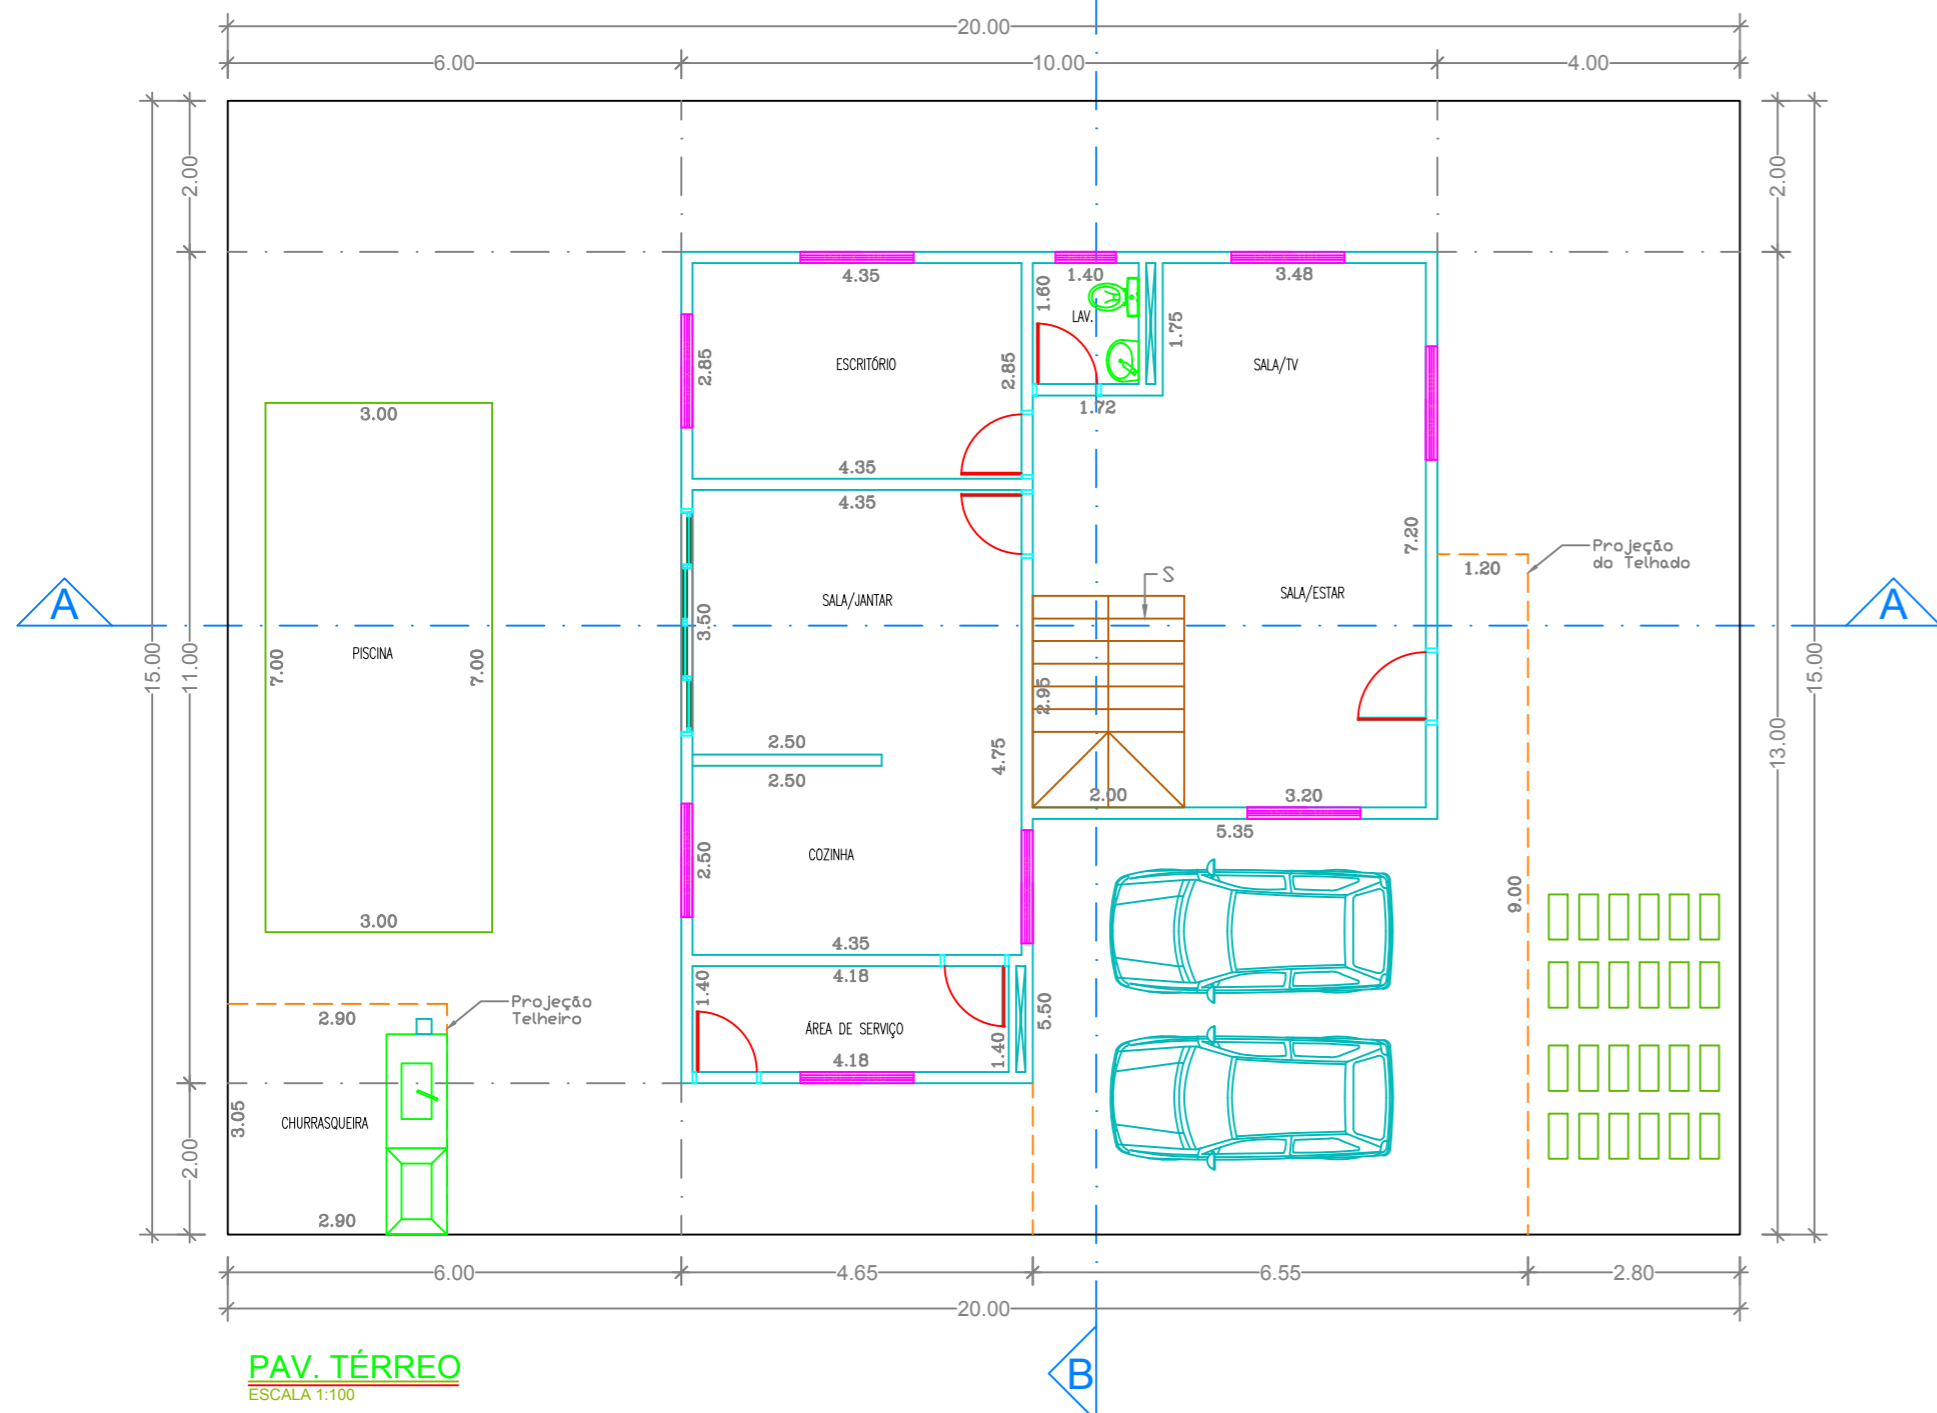 20.00
6.00 10.00 4.00
2.00 2.00
4.35 1.40 3.48
1.60
LAV.
1.75
2.85 ESCRITÓRIO 2.85 SALA/TV
1.72
3.00
4.35
4.35
7.20
Projeção
do Telhado
1.20
S
A SALA/JANTAR SALA/ESTAR A
3.50
15.00 11.00 7.00 PISCINA 7.00 15.00
2.95
2.50 4.75 13.00
2.50
2.00 3.20
5.35
2.50 COZINHA
9.00
3.00
4.35
1.40 4.18
Projeção
Telheiro
2.90 5.50
ÁREA DE SERVIÇO
4.18 1.40
3.05 CHURRASQUEIRA
2.00
2.90
6.00 4.65 6.55 2.80
20.00
PAV. TÉRREO
B
ESCALA 1:100